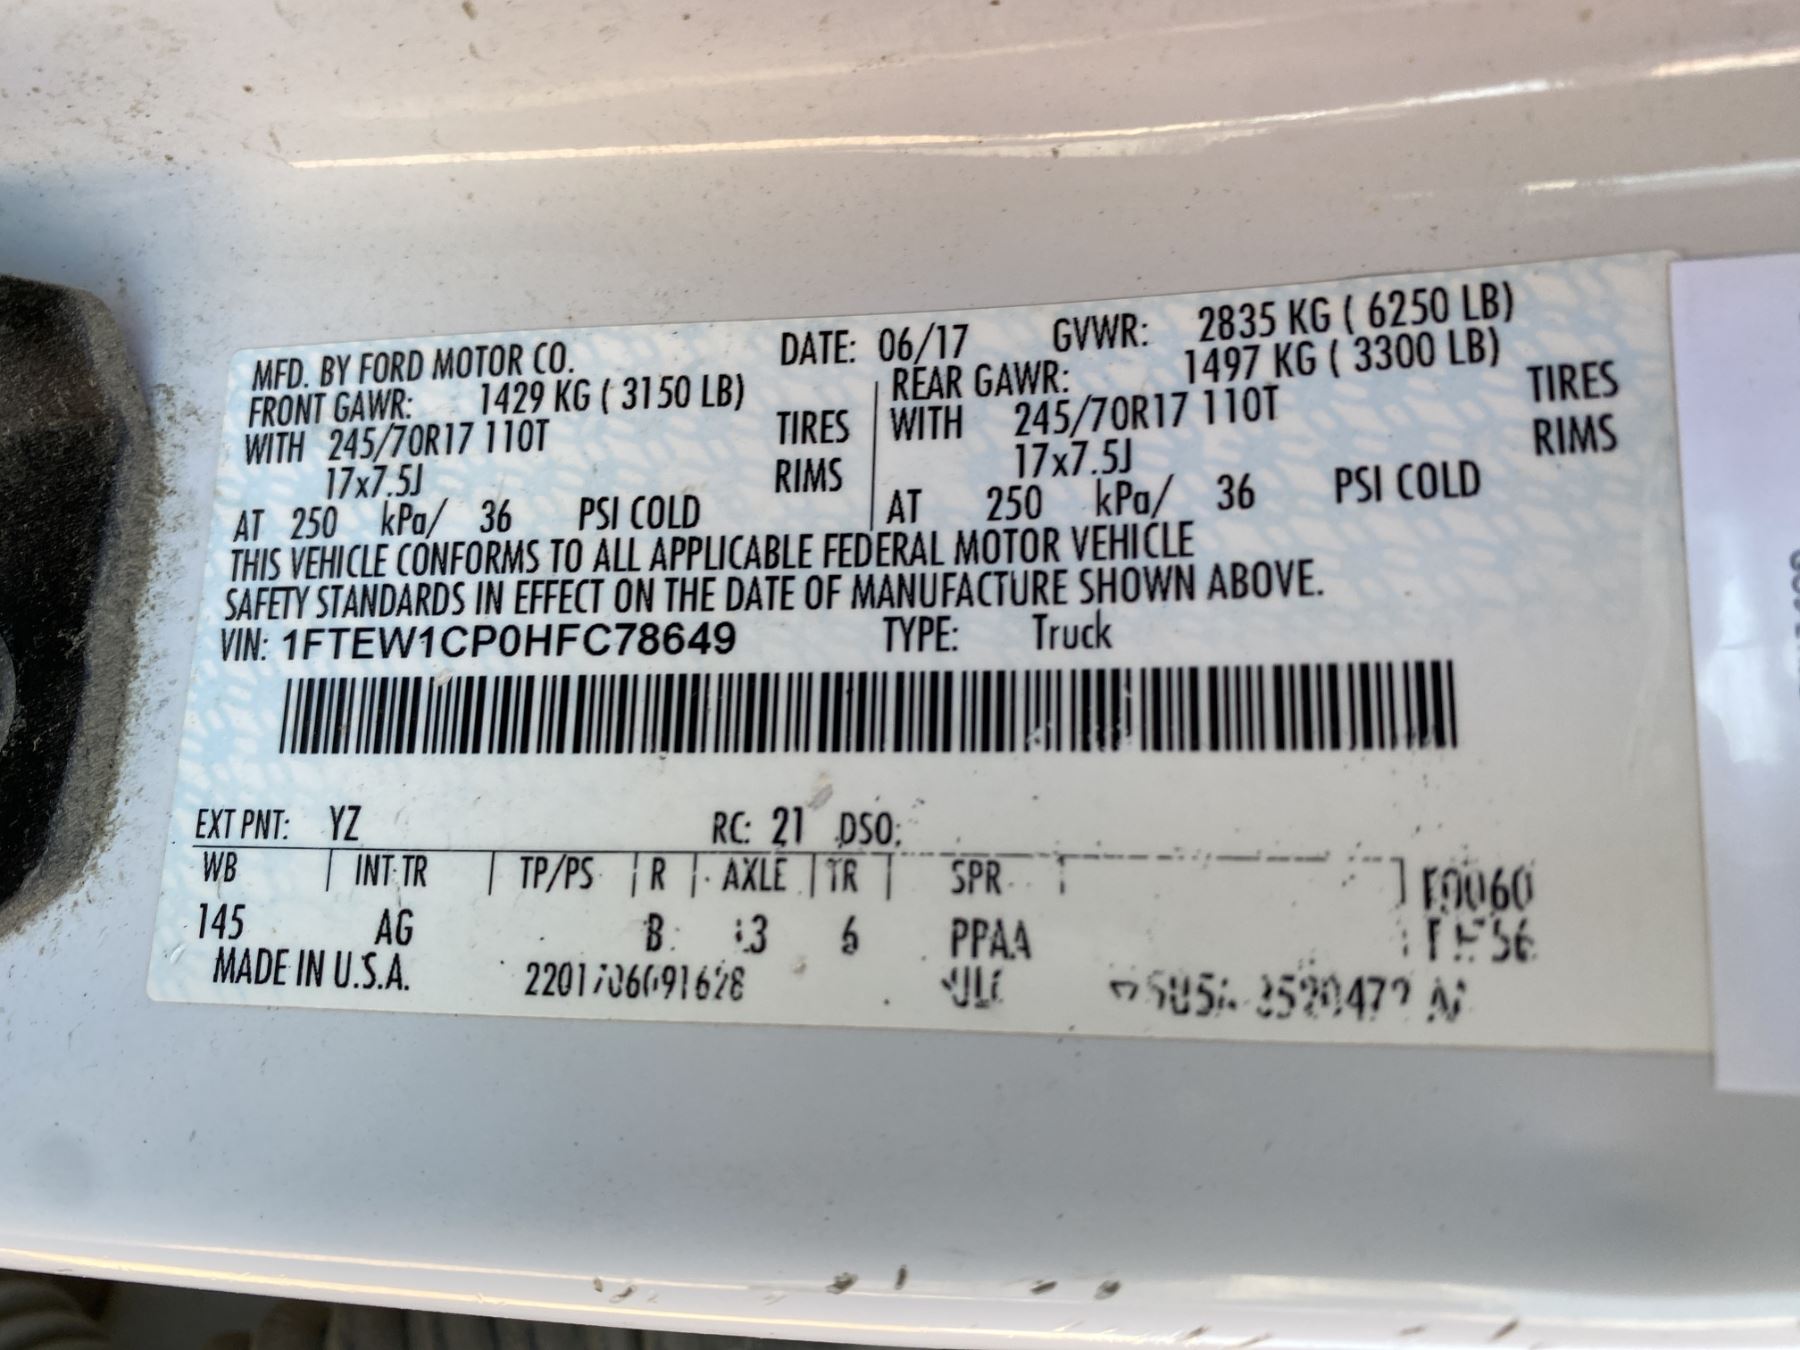 MFD. BY FORD MOTOR CO. DATE: 06/17 GVWR: 2835 KG ( 6250 LB)
FRONT GAWR: 1429 KG ( 3150 LB) REAR GAWR: 1497 KG ( 3300 LB)
WITH 245/70R17 110T TIRES WITH 245/70R17 110T TIRES
17x7.5J RIMS 17x7.5J RIMS
AT 250 kPa/ 36 PSI COLD AT 250 kPa/ 36 PSI COLD
THIS VEHICLE CONFORMS TO ALL APPLICABLE FEDERAL MOTOR VEHICLE
SAFETY STANDARDS IN EFFECT ON THE DATE OF MANUFACTURE SHOWN ABOVE.
VIN: 1FTEW1CP0HFC78649 TYPE: Truck
EXT PNT: YZ RC: 21 DSO:
WB INT TR TP/PS R AXLE TR SPR
145 AG B 6 PPAA
MADE IN U.S.A.